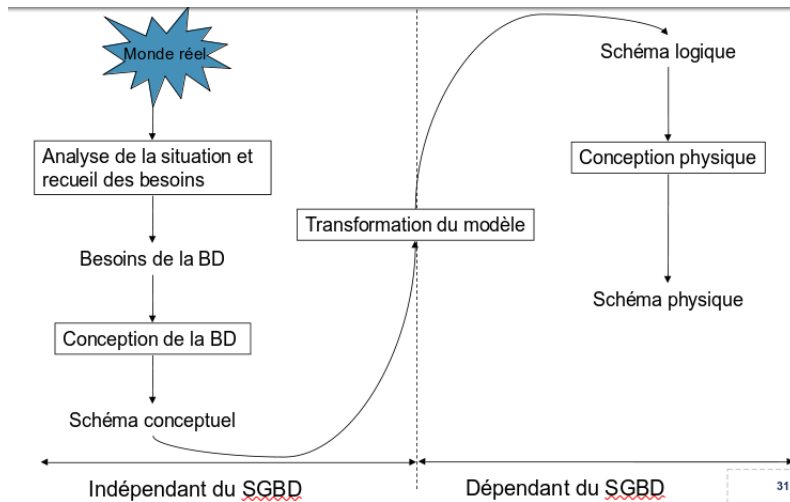 Monde réel
Analyse de la situation et
recueil des besoins
Besoins de la BD
Conception de la BD
Schéma conceptuel
Transformation du modèle
Schéma logique
Conception physique
Schéma physique
Indépendant du SGBD
Dépendant du SGBD
31